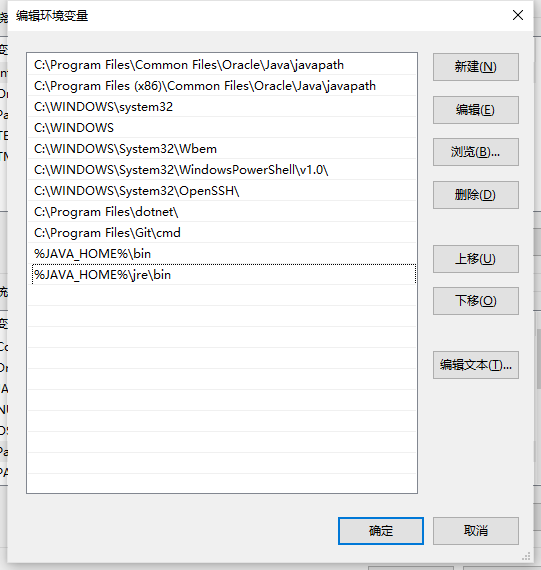 编辑环境变量
C:\Program Files\Common Files\Oracle\Java\javapath
C:\Program Files (x86)\Common Files\Oracle\Java\javapath
C:\WINDOWS\system32
C:\WINDOWS
C:\WINDOWS\System32\Wbem
C:\WINDOWS\System32\WindowsPowerShell\v1.0\
C:\WINDOWS\System32\OpenSSH\
C:\Program Files\dotnet\
C:\Program Files\Git\cmd
%JAVA_HOME%\bin
%JAVA_HOME%\jre\bin
新建(N)
编辑(E)
浏览(B)...
删除(D)
上移(U)
下移(O)
编辑文本(T)...
确定
取消